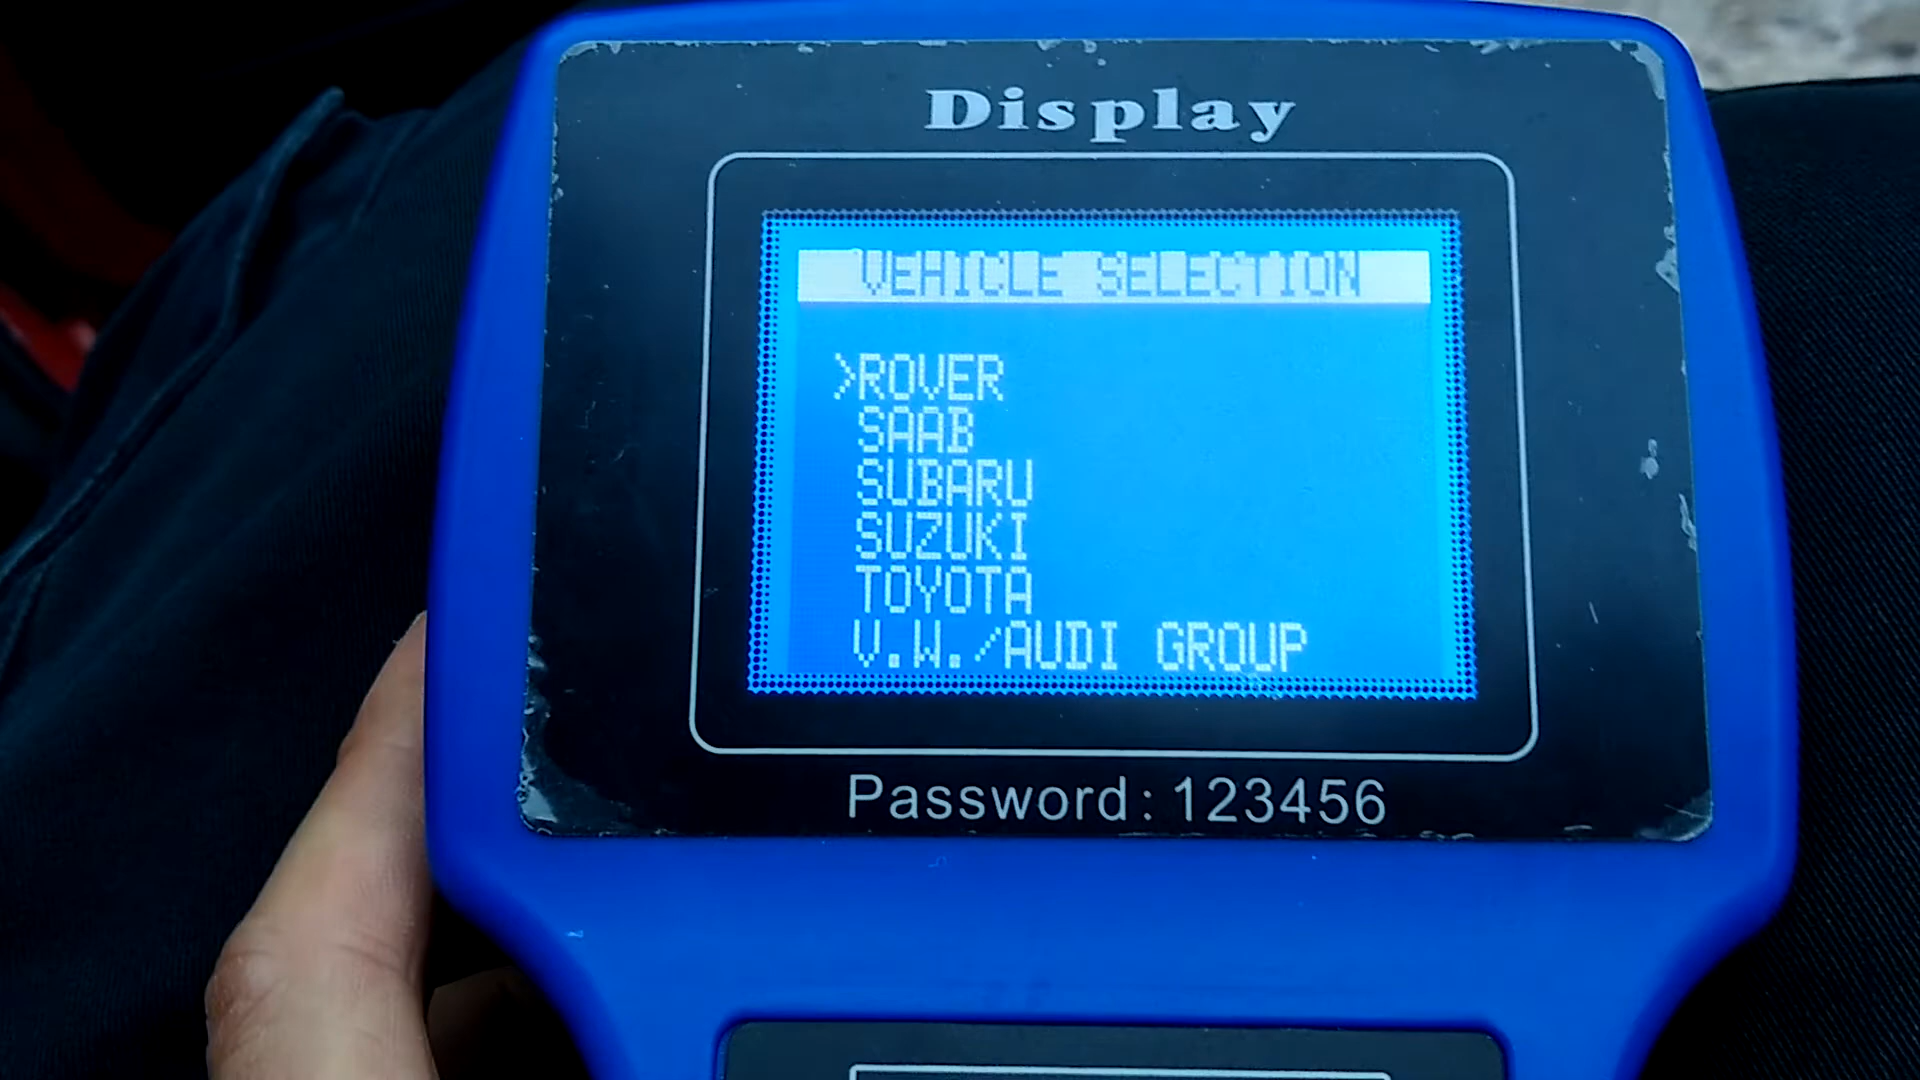 Display
VEHICLE SELECTION
>ROVER
SAAB
SUBARU
SUZUKI
TOYOTA
V.W./AUDI GROUP
Password: 123456